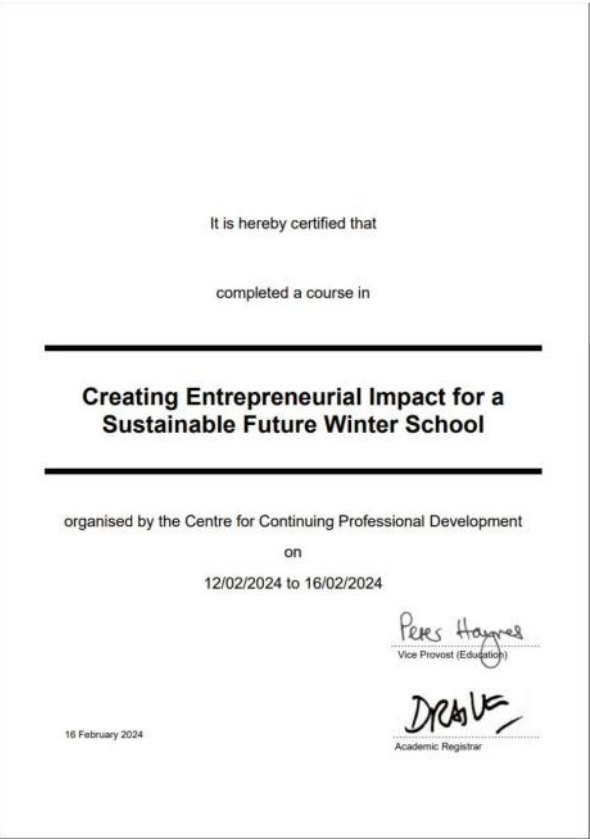 It is hereby certified that
completed a course in
Creating Entrepreneurial Impact for a
Sustainable Future Winter School
organised by the Centre for Continuing Professional Development
on
12/02/2024 to 16/02/2024
Peter Haynes
Vice Provost (Education)
16 February 2024
Academic Registrar